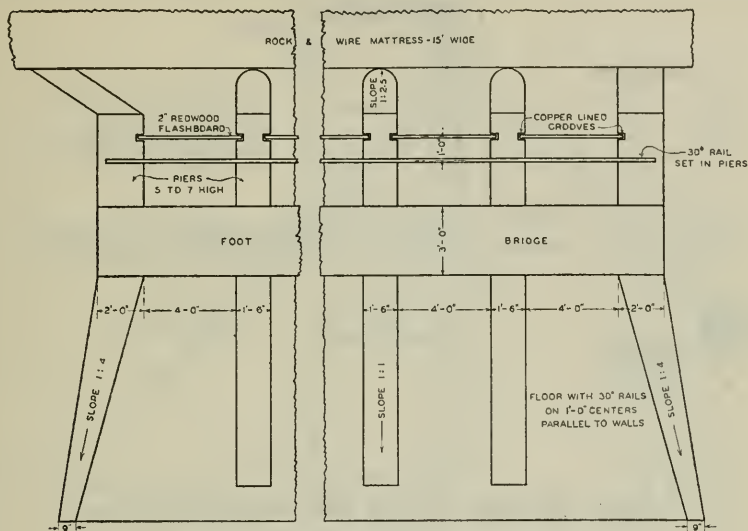 ROCK & WIRE MATTRESS - 15' WIDE
SLOPE
1:2.5
2" REDWOOD
FLASHBOARD
COPPER LINED
GROOVES
1'-0"
30# RAIL
SET IN PIERS
PIERS
5 TO 7 HIGH
FOOT
BRIDGE
3'-0"
2'-0"
4'-0"
1'-6"
1'-6"
4'-0"
1'-6"
4'-0"
2'-0"
SLOPE 1:4
SLOPE 1:1
FLOOR WITH 30# RAILS
ON 1'-0" CENTERS
PARALLEL TO WALLS
SLOPE 1:4
9"
9"